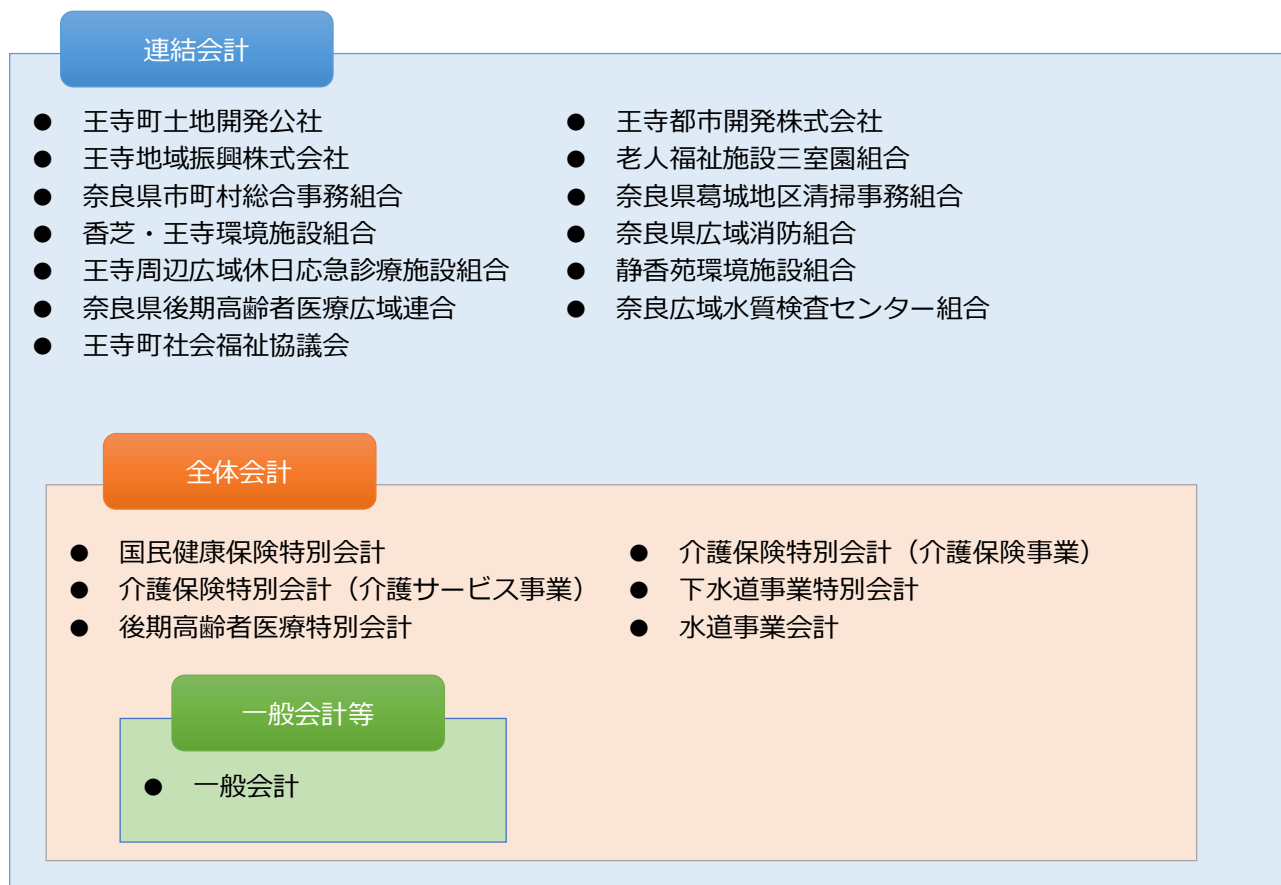 連結会計
● 王寺町土地開発公社
● 王寺都市開発株式会社
● 王寺地域振興株式会社
● 老人福祉施設三室園組合
● 奈良県市町村総合事務組合
● 奈良県葛城地区清掃事務組合
● 香芝・王寺環境施設組合
● 奈良県広域消防組合
● 王寺周辺広域休日応急診療施設組合
● 静香苑環境施設組合
● 奈良県後期高齢者医療広域連合
● 奈良広域水質検査センター組合
● 王寺町社会福祉協議会
全体会計
● 国民健康保険特別会計
● 介護保険特別会計（介護保険事業）
● 介護保険特別会計（介護サービス事業）
● 下水道事業特別会計
● 後期高齢者医療特別会計
● 水道事業会計
一般会計等
● 一般会計